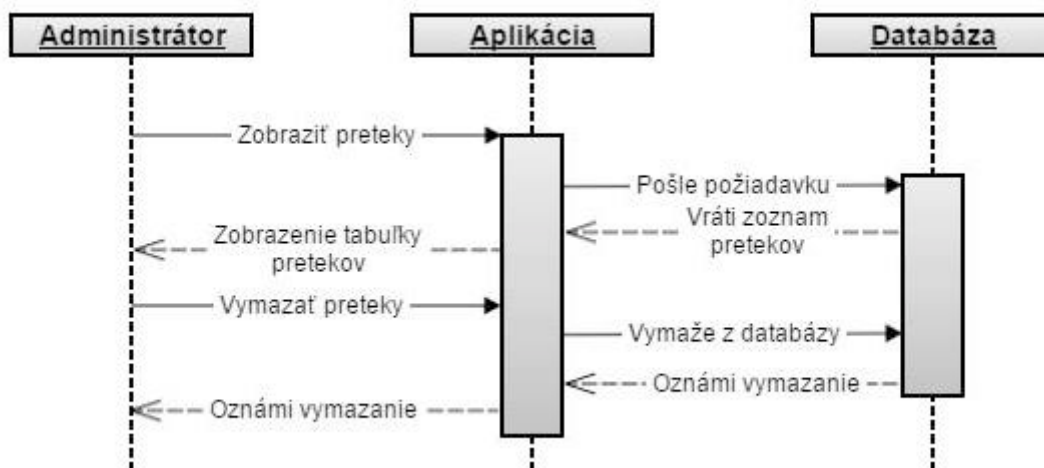 Administrátor
Aplikácia
Databáza
Zobraziť preteky
Pošle požiadavku
Vráti zoznam
pretekov
Zobrazenie tabuľky
pretekov
Vymazať preteky
Vymaže z databázy
Oznámi vymazanie
Oznámi vymazanie